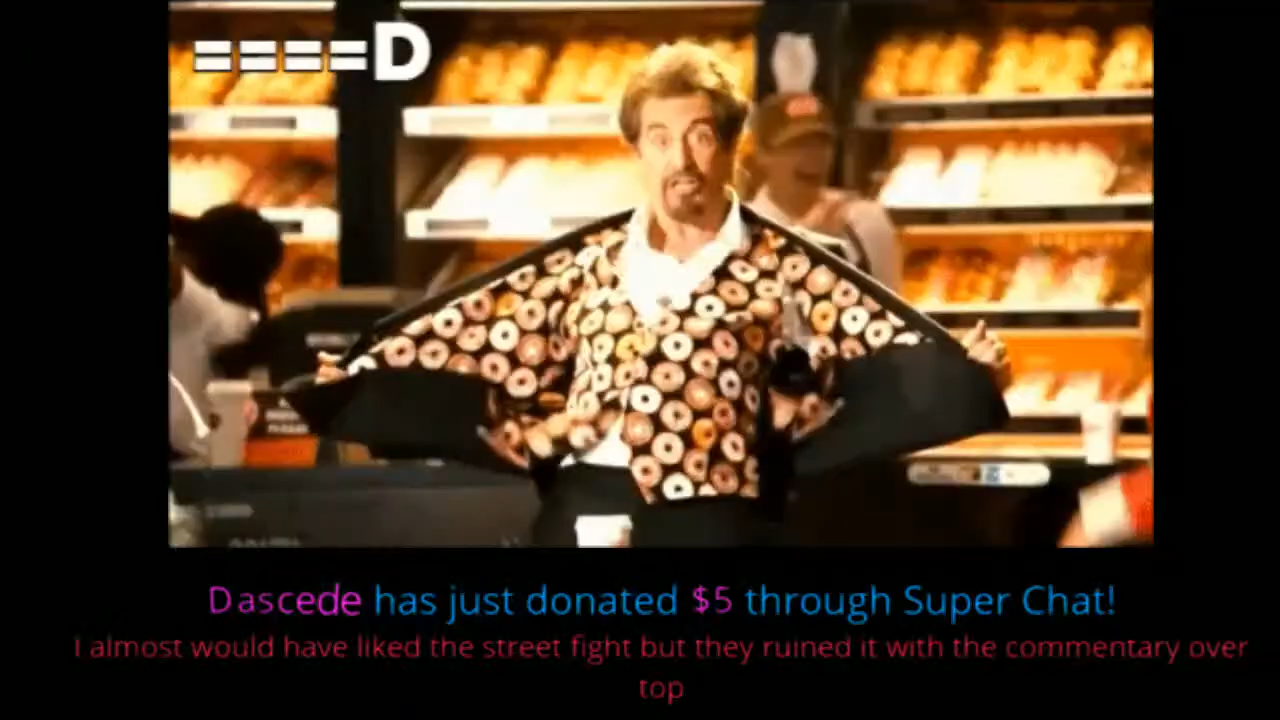 ====D
Dascede has just donated $5 through Super Chat!
I almost would have liked the street fight but they ruined it with the commentary over
top